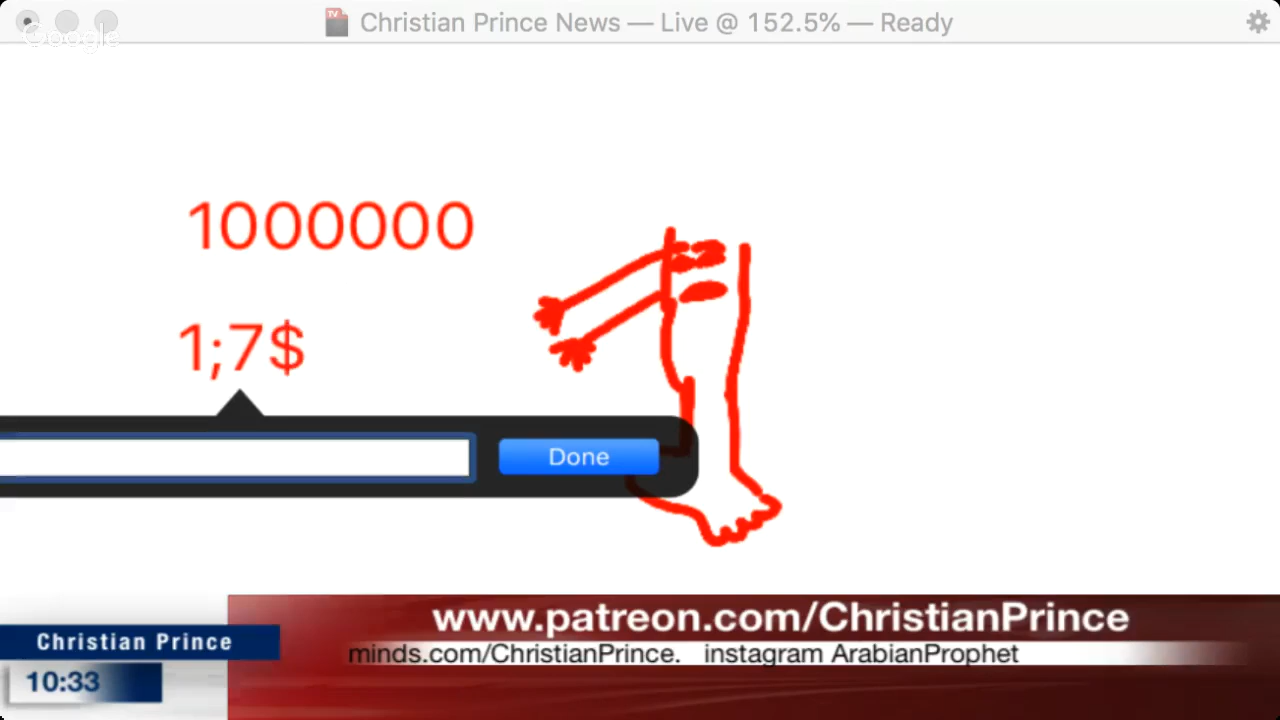 Christian Prince News — Live @ 152.5% — Ready
Google
1000000
1;7$
Done
www.patreon.com/ChristianPrince
Christian Prince
minds.com/ChristianPrince. instagram ArabianProphet
10:33